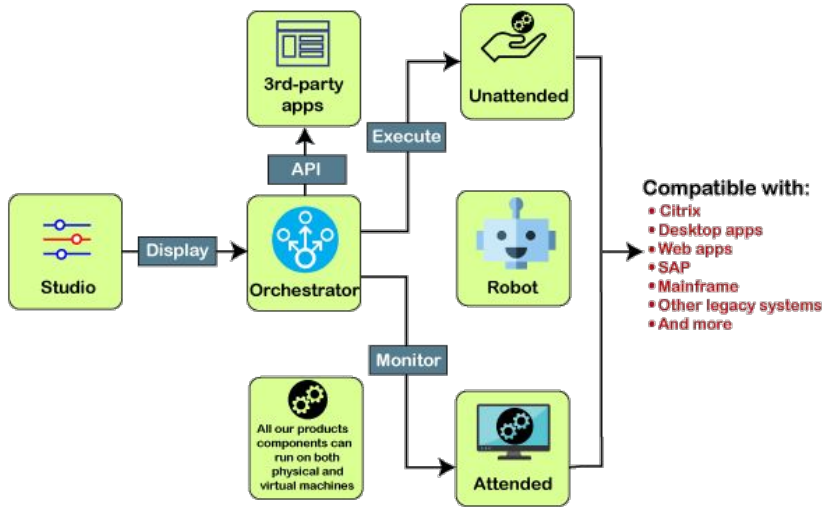 3rd-party
apps
Unattended
Execute
API
Studio
Display
Orchestrator
Robot
Compatible with:
• Citrix
• Desktop apps
• Web apps
• SAP
• Mainframe
• Other legacy systems
• And more
Monitor
All our products
components can
run on both
physical and
virtual machines
Attended